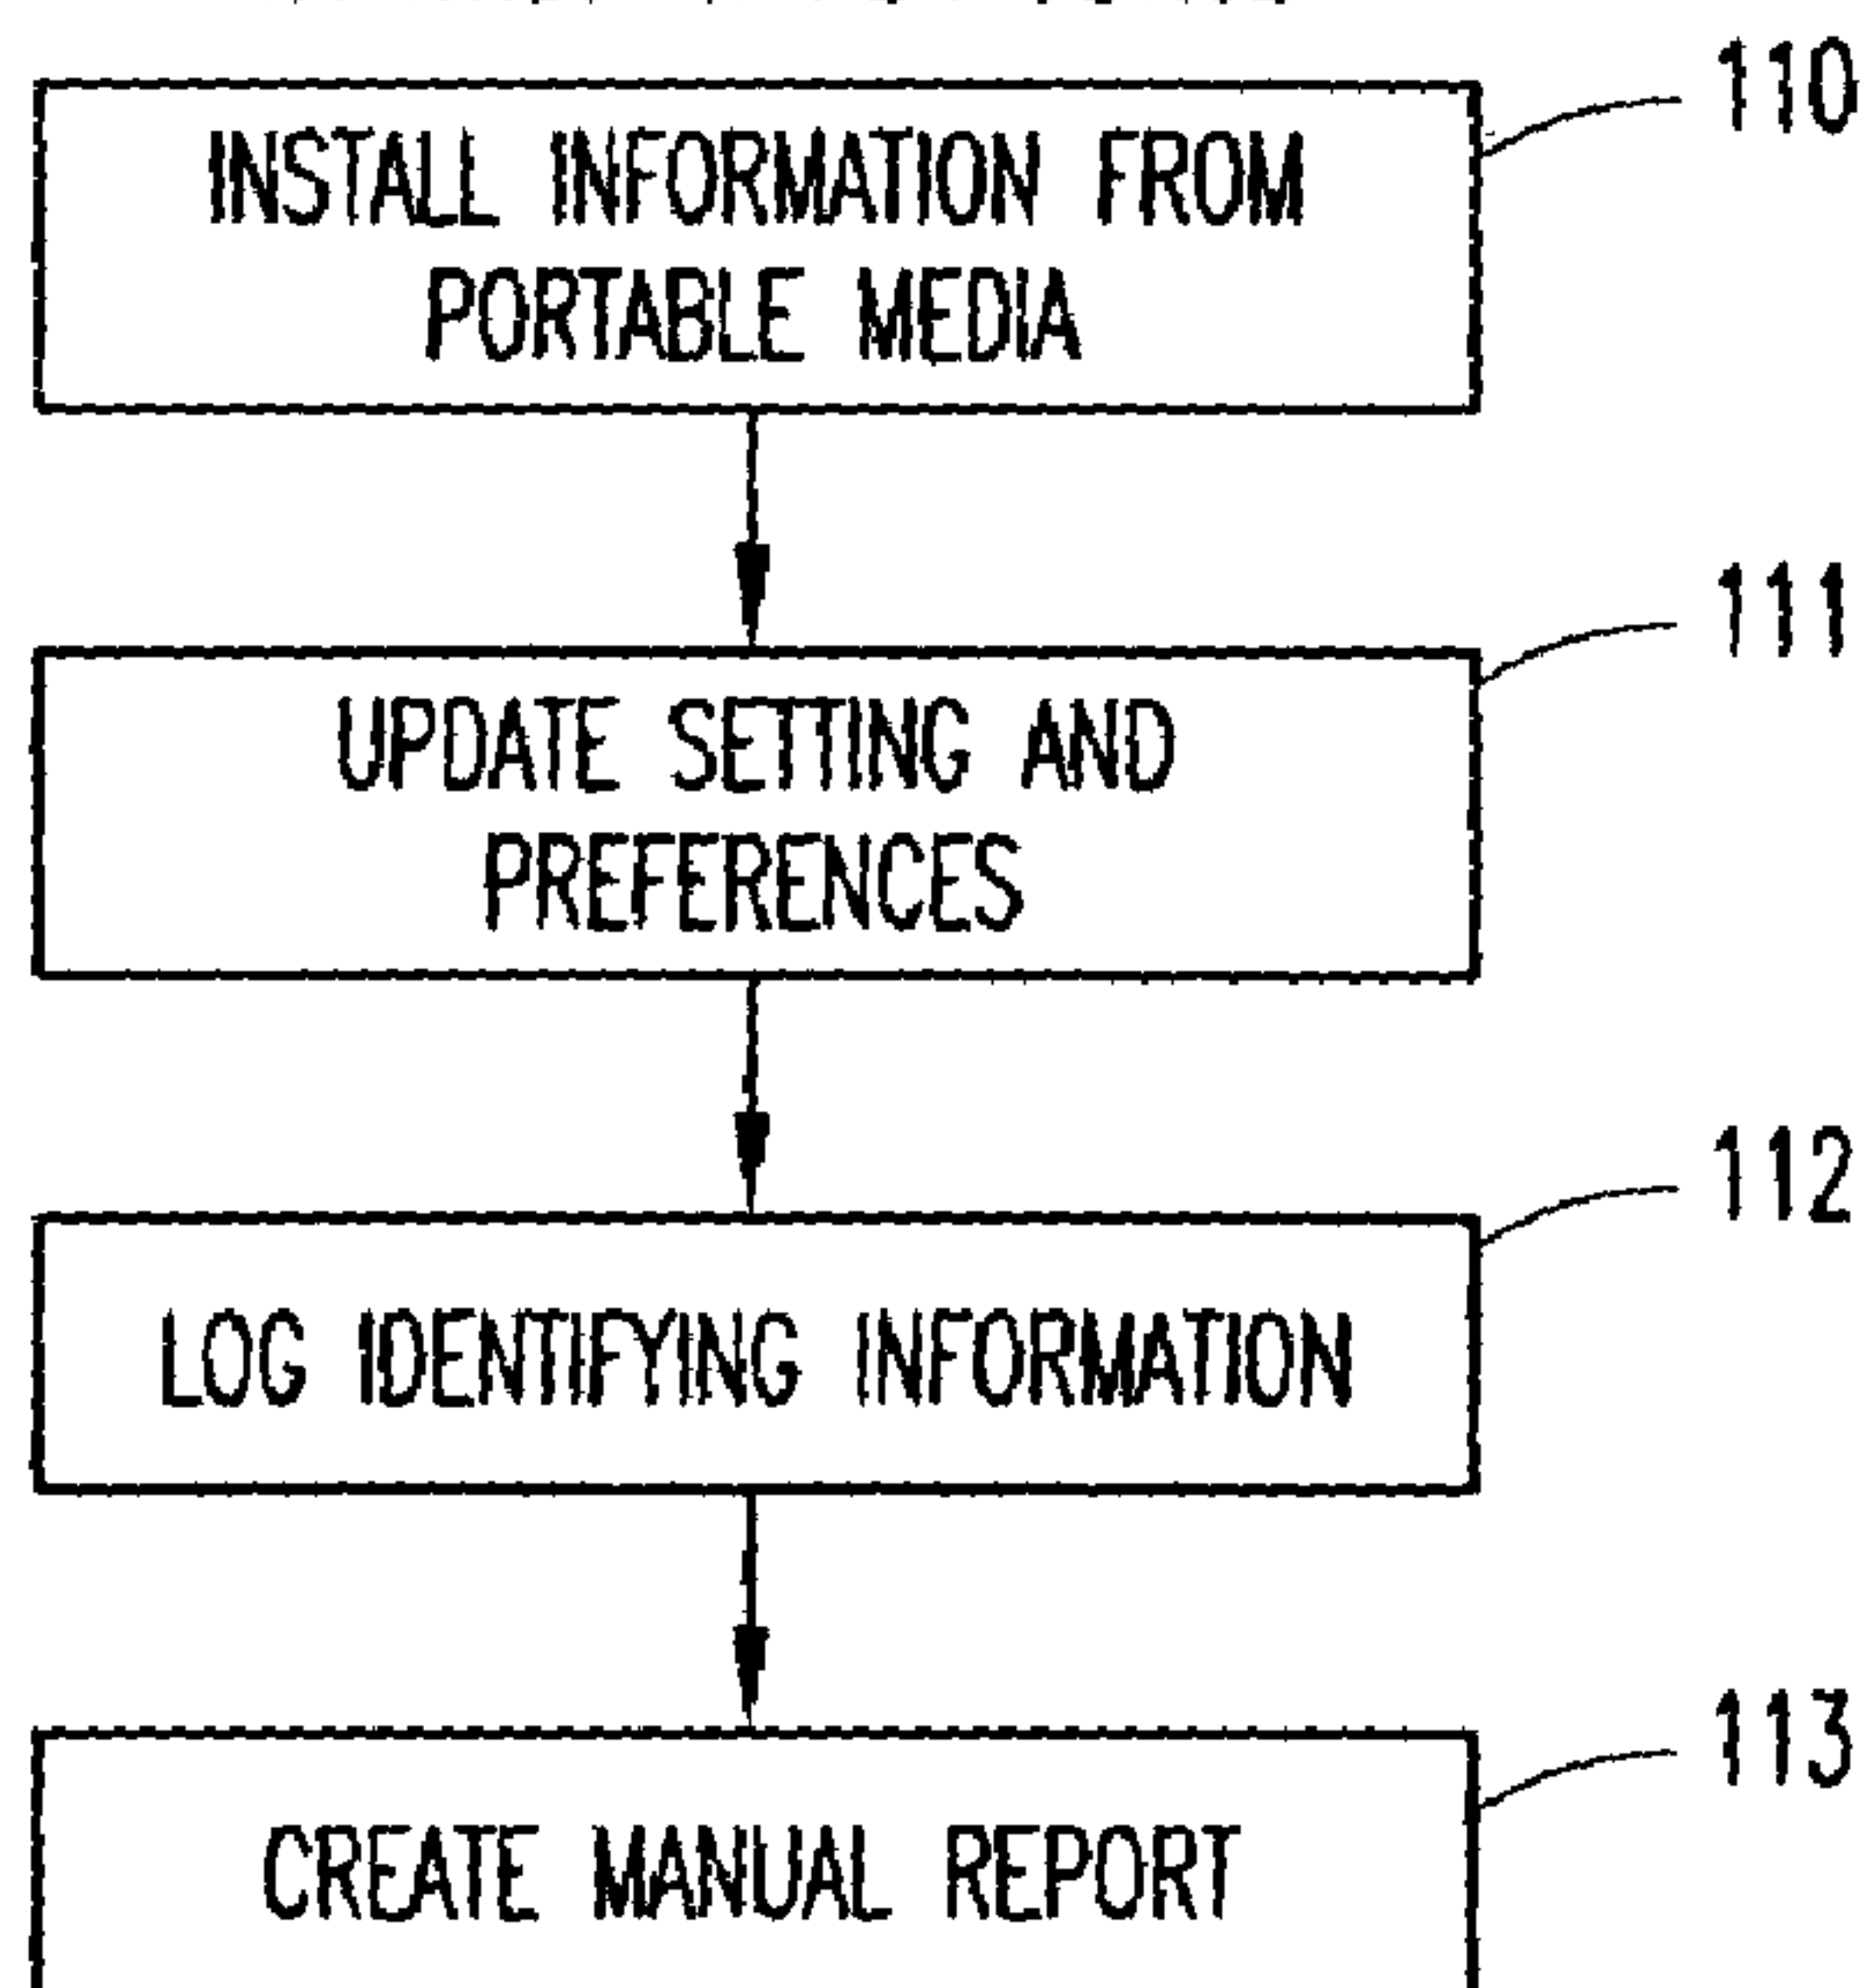 110
INSTALL INFORMATION FROM
PORTABLE MEDIA
111
UPDATE SETTING AND
PREFERENCES
112
LOG IDENTIFYING INFORMATION
113
CREATE MANUAL REPORT